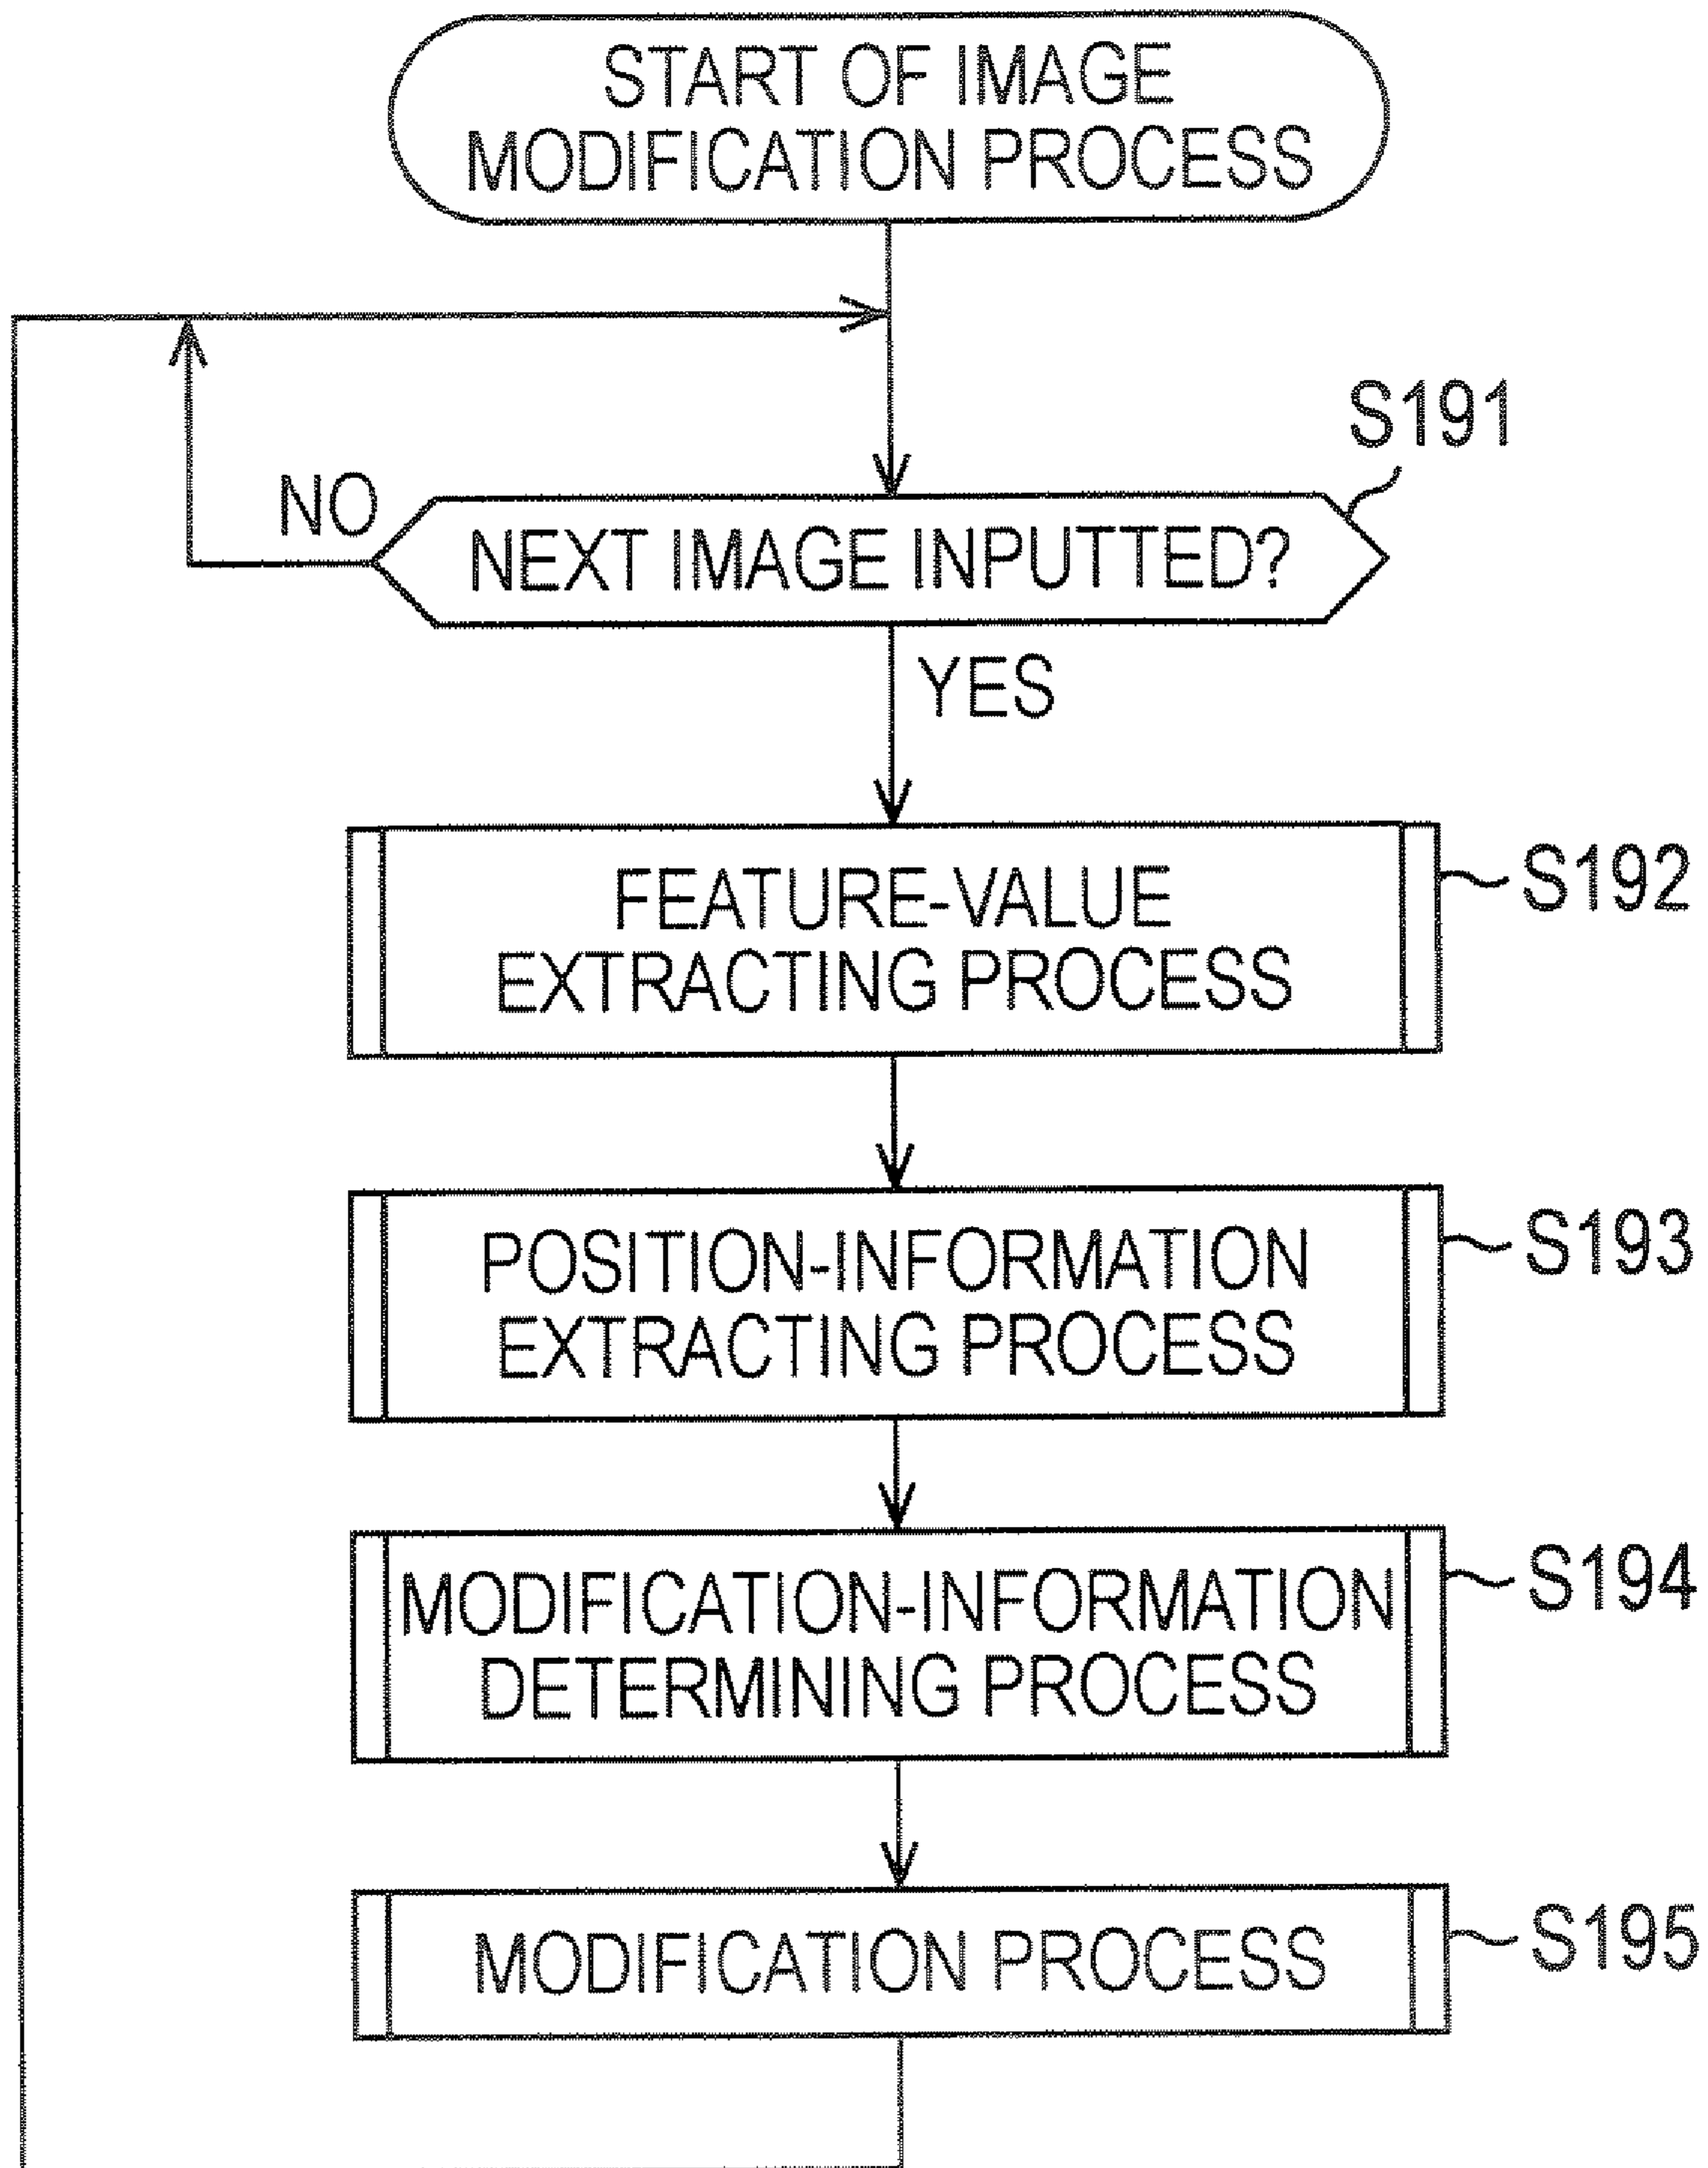 START OF IMAGE
MODIFICATION PROCESS
S191
NO
NEXT IMAGE INPUTTED?
YES
FEATURE-VALUE
EXTRACTING PROCESS
S192
POSITION-INFORMATION
EXTRACTING PROCESS
S193
MODIFICATION-INFORMATION
DETERMINING PROCESS
S194
MODIFICATION PROCESS
S195